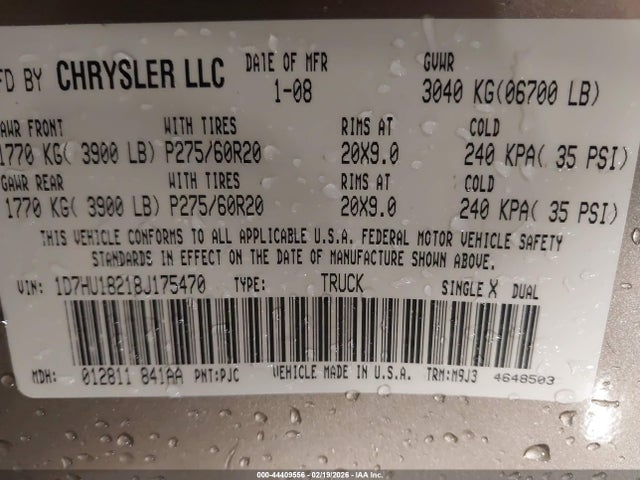 FD BY CHRYSLER LLC DATE OF MFR GVWR
1-08 3040 KG(06700 LB)
AWR FRONT WITH TIRES RIMS AT COLD
1770 KG( 3900 LB) P275/60R20 20X9.0 240 KPA( 35 PSI)
GAWR REAR WITH TIRES RIMS AT COLD
1770 KG( 3900 LB) P275/60R20 20X9.0 240 KPA( 35 PSI)
THIS VEHICLE CONFORMS TO ALL APPLICABLE U.S.A. FEDERAL MOTOR VEHICLE SAFETY
STANDARDS IN EFFECT ON THE DATE OF MANUFACTURE SHOWN ABOVE.
VIN: 1D7HU18218J175470 TYPE: TRUCK SINGLE X DUAL
MDH: 012811 841AA PNT:PJC VEHICLE MADE IN U.S.A. TRM:M9J3 4648503
000-44409556 - 02/19/2026 - IAA Inc.